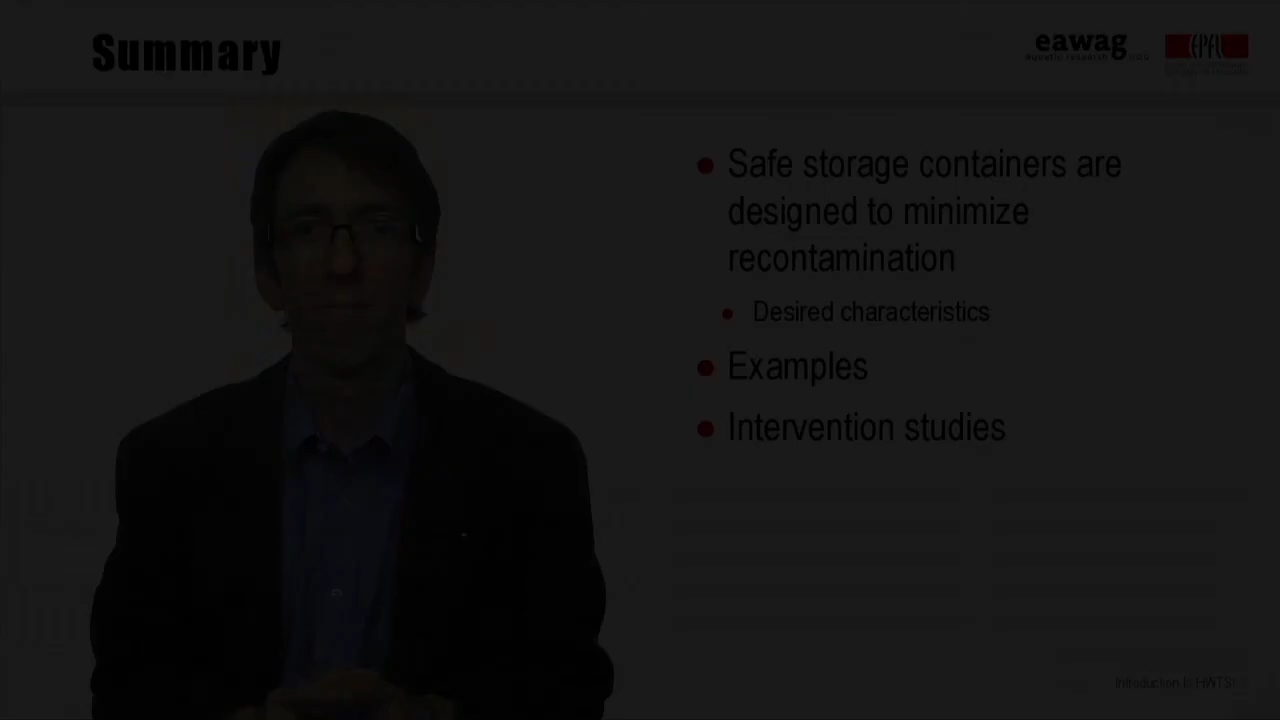 Summary
eawag
aquatic research
EPFL
Safe storage containers are
designed to minimize
recontamination
Desired characteristics
Examples
Intervention studies
Introduction to HWTS